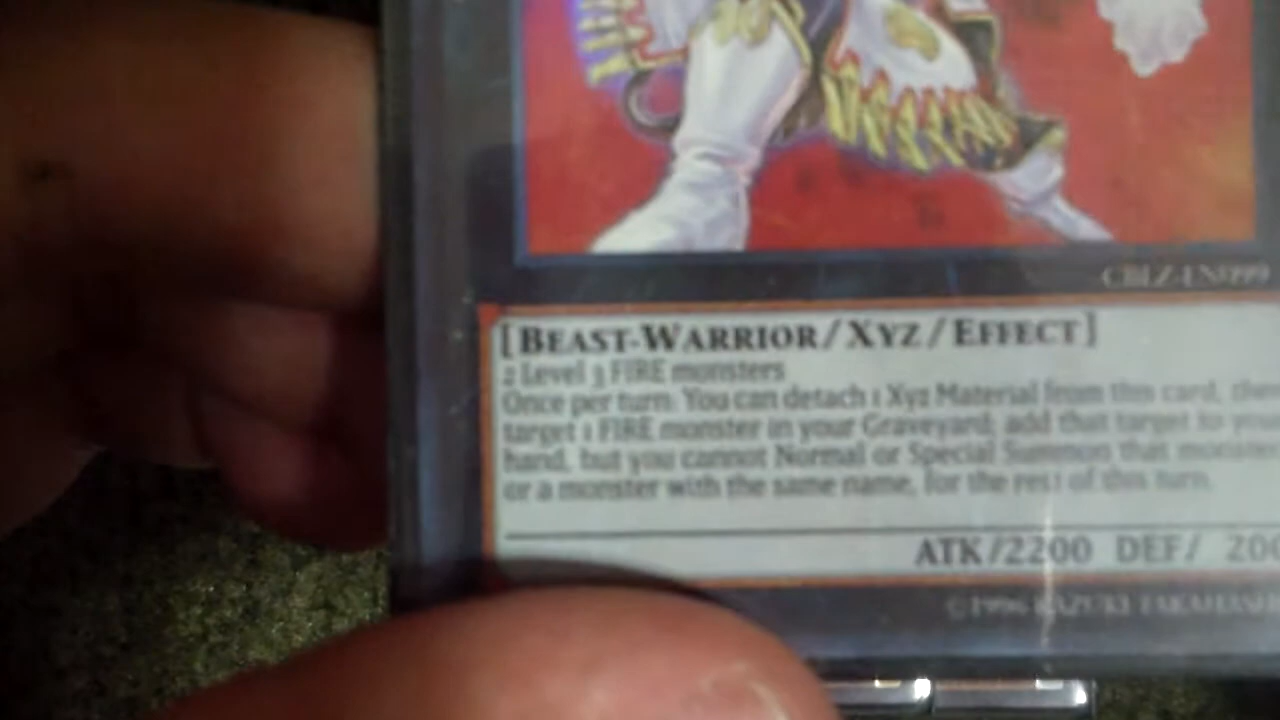 CBLZ-EN099
[BEAST-WARRIOR/XYZ/EFFECT]
2 Level 3 FIRE monsters
Once per turn: You can detach 1 Xyz Material from this card, then
target 1 FIRE monster in your Graveyard; add that target to your
hand, but you cannot Normal or Special Summon that monster,
or a monster with the same name, for the rest of this turn.
ATK/2200 DEF/ 200
©1996 KAZUKI TAKAHASHI